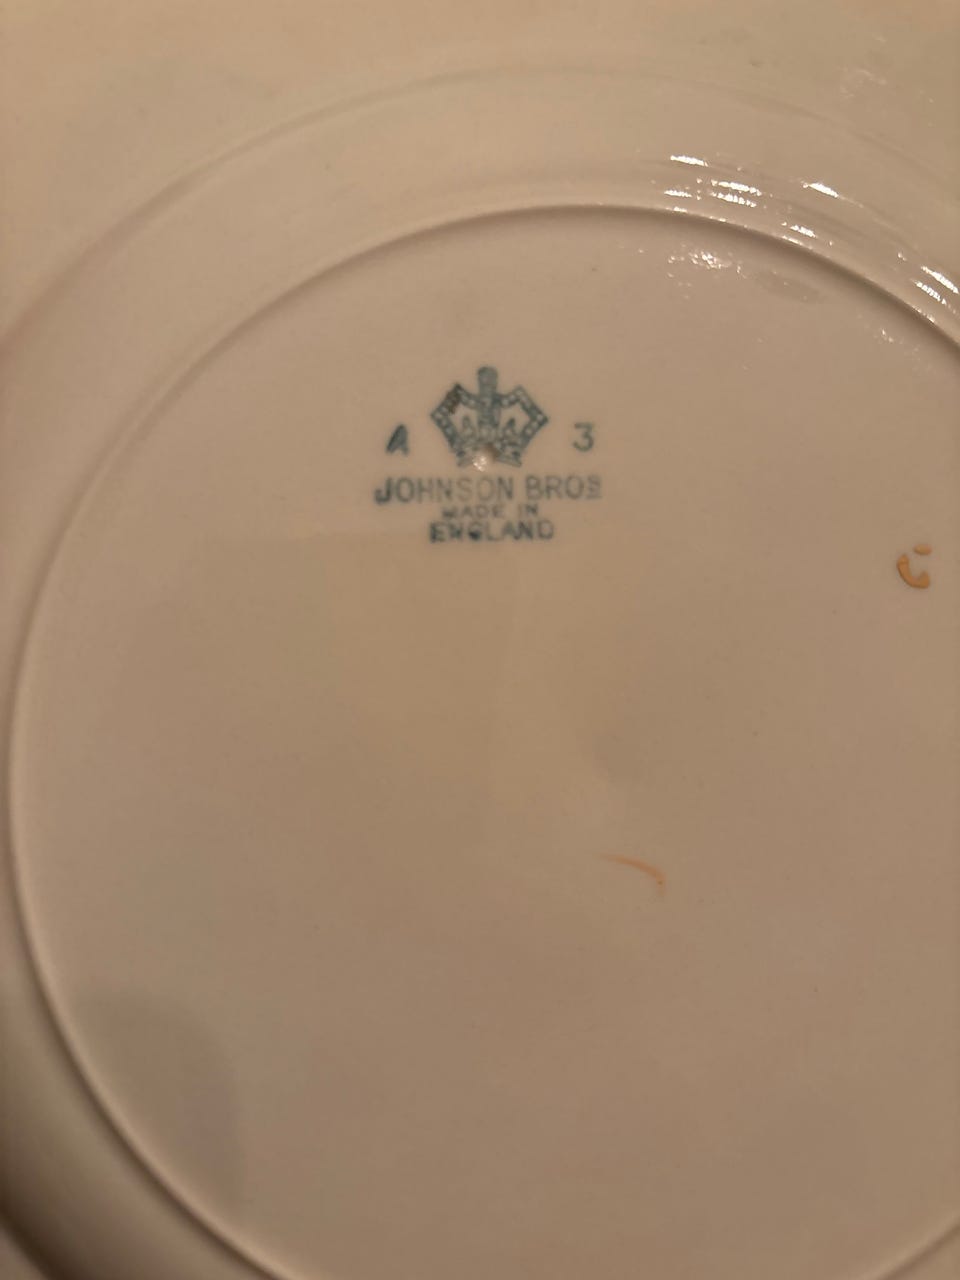 A 3
JOHNSON BROS
MADE IN
ENGLAND